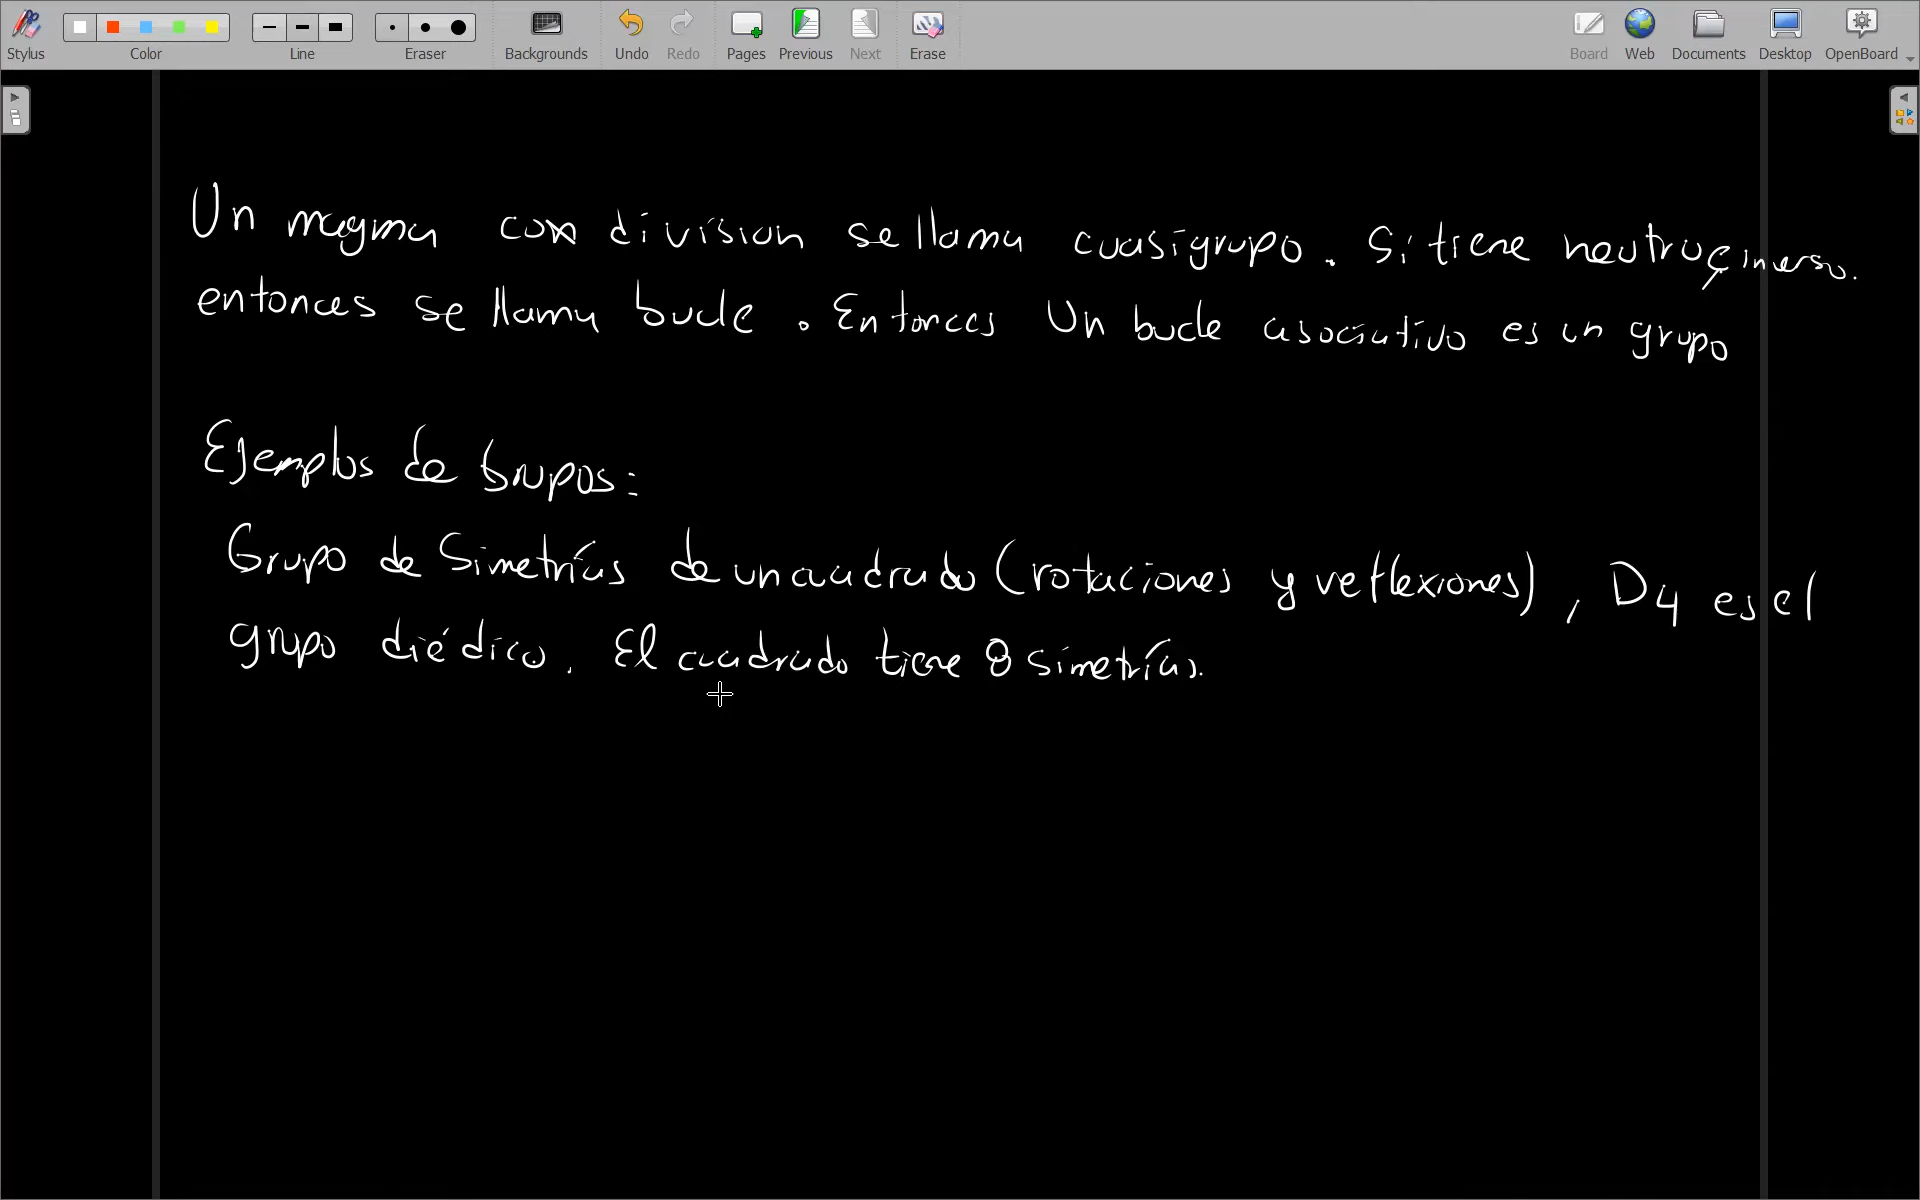 Stylus Color Line Eraser Backgrounds Undo Redo Pages Previous Next Erase Board Web Documents Desktop OpenBoard
Un magma con división se llama cuasigrupo. Si tiene neutro e inverso.
entonces se llama bucle. Entonces Un bucle asociativo es un grupo
Ejemplos de Grupos:
Grupo de Simetrías de un cuadrado (rotaciones y reflexiones), D4 es el
grupo diédico. El cuadrado tiene 8 simetrías.